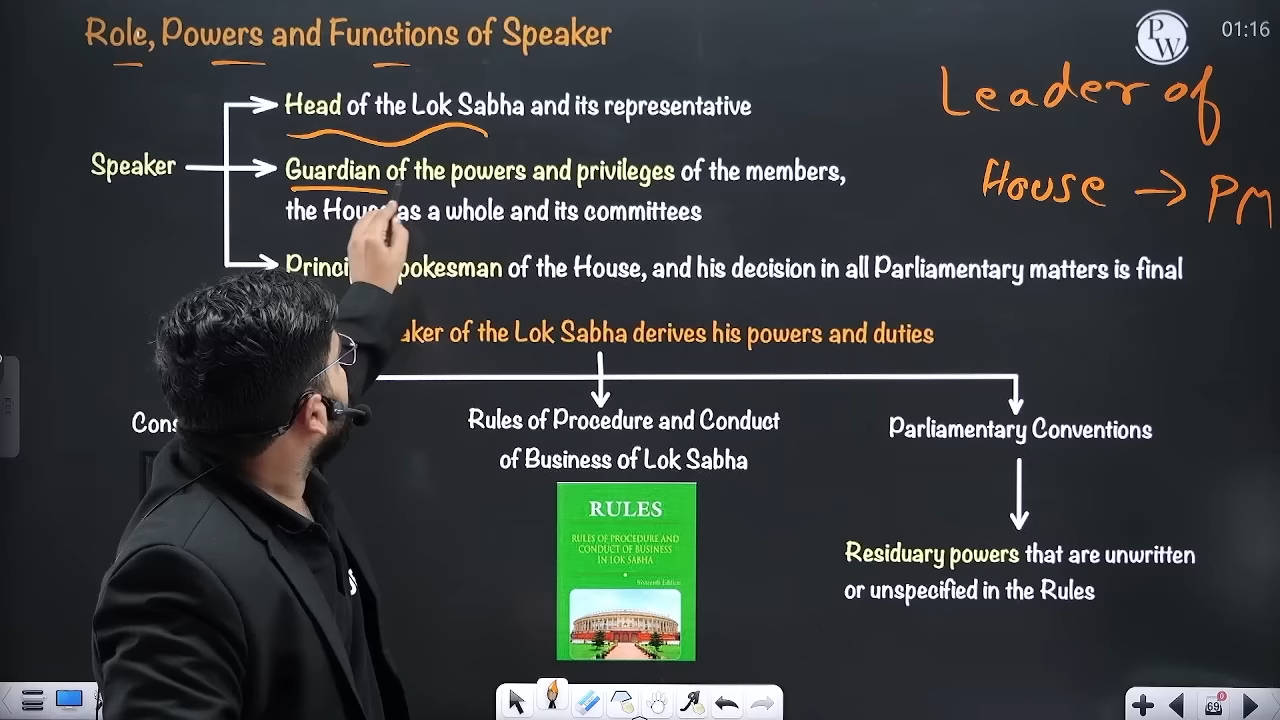 Role, Powers and Functions of Speaker
PW
01:16
Leader of
House → PM
Head of the Lok Sabha and its representative
Speaker
Guardian of the powers and privileges of the members,
the House as a whole and its committees
of the House, and his decision in all Parliamentary matters is final
of the Lok Sabha derives his powers and duties
Rules of Procedure and Conduct
of Business of Lok Sabha
Parliamentary Conventions
RULES
RULES OF PROCEDURE AND
CONDUCT OF BUSINESS
IN LOK SABHA
Sixteenth Edition
Residuary powers that are unwritten
or unspecified in the Rules
69